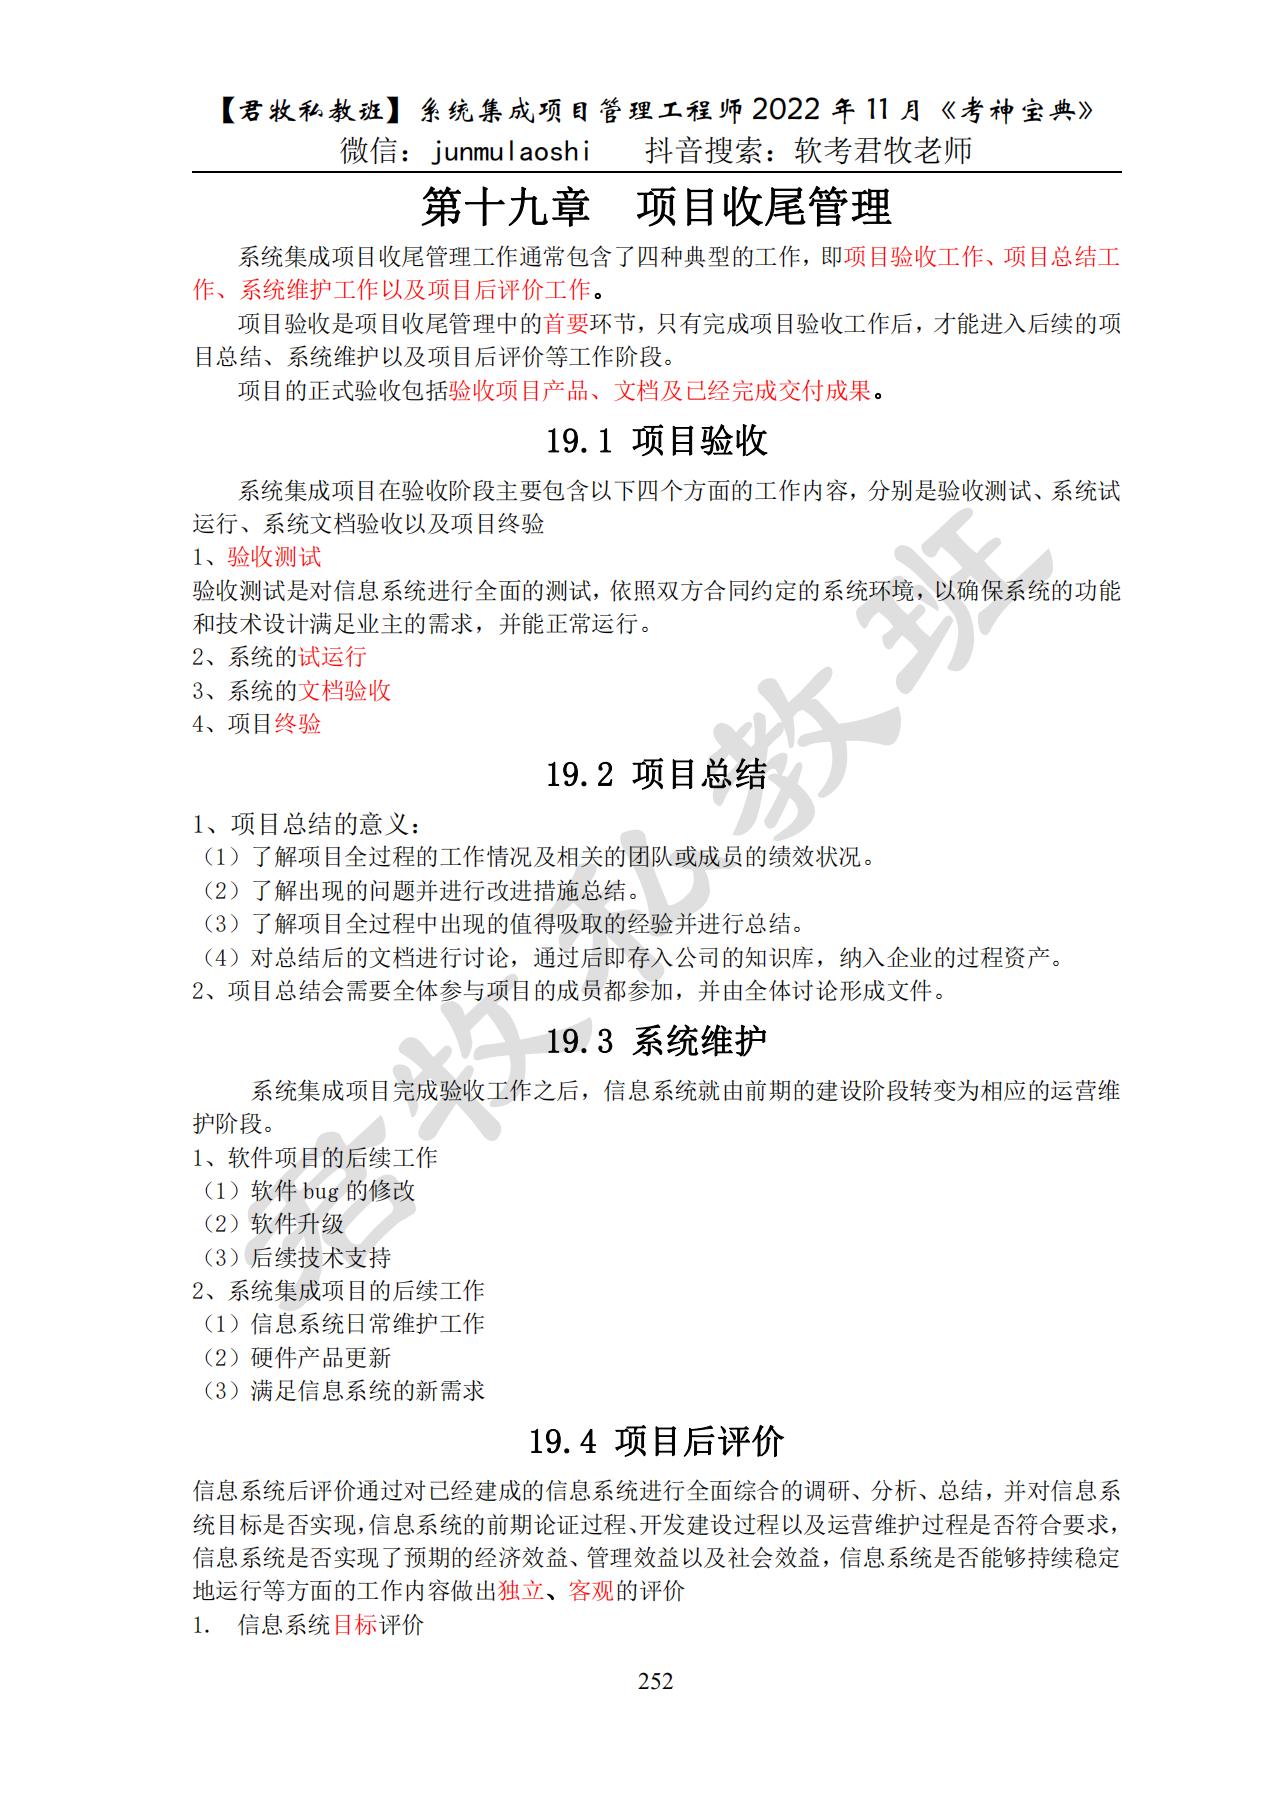 【君牧私教班】系统集成项目管理工程师 2022 年 11 月《考神宝典》
微信：junmulaoshi 抖音搜索：软考君牧老师
第十九章 项目收尾管理
系统集成项目收尾管理工作通常包含了四种典型的工作，即项目验收工作、项目总结工
作、系统维护工作以及项目后评价工作。
项目验收是项目收尾管理中的首要环节，只有完成项目验收工作后，才能进入后续的项
目总结、系统维护以及项目后评价等工作阶段。
项目的正式验收包括验收项目产品、文档及已经完成交付成果。
19.1 项目验收
系统集成项目在验收阶段主要包含以下四个方面的工作内容，分别是验收测试、系统试
运行、系统文档验收以及项目终验
1、验收测试
验收测试是对信息系统进行全面的测试，依照双方合同约定的系统环境，以确保系统的功能
和技术设计满足业主的需求，并能正常运行。
2、系统的试运行
3、系统的文档验收
4、项目终验
19.2 项目总结
1、项目总结的意义：
（1）了解项目全过程的工作情况及相关的团队或成员的绩效状况。
（2）了解出现的问题并进行改进措施总结。
（3）了解项目全过程中出现的值得吸取的经验并进行总结。
（4）对总结后的文档进行讨论，通过后即存入公司的知识库，纳入企业的过程资产。
2、项目总结会需要全体参与项目的成员都参加，并由全体讨论形成文件。
19.3 系统维护
系统集成项目完成验收工作之后，信息系统就由前期的建设阶段转变为相应的运营维
护阶段。
1、软件项目的后续工作
（1）软件 bug 的修改
（2）软件升级
（3）后续技术支持
2、系统集成项目的后续工作
（1）信息系统日常维护工作
（2）硬件产品更新
（3）满足信息系统的新需求
19.4 项目后评价
信息系统后评价通过对已经建成的信息系统进行全面综合的调研、分析、总结，并对信息系
统目标是否实现，信息系统的前期论证过程、开发建设过程以及运营维护过程是否符合要求，
信息系统是否实现了预期的经济效益、管理效益以及社会效益，信息系统是否能够持续稳定
地运行等方面的工作内容做出独立、客观的评价
1. 信息系统目标评价
252
君牧私教班